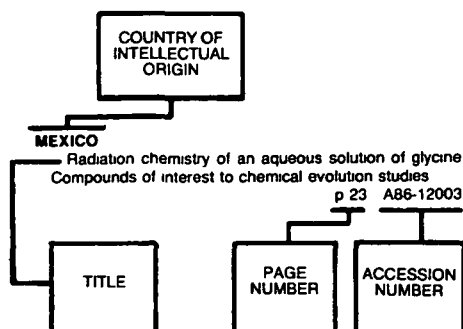 COUNTRY OF
INTELLECTUAL
ORIGIN
MEXICO
Radiation chemistry of an aqueous solution of glycine
Compounds of interest to chemical evolution studies
p 23 A86-12003
TITLE
PAGE
NUMBER
ACCESSION
NUMBER